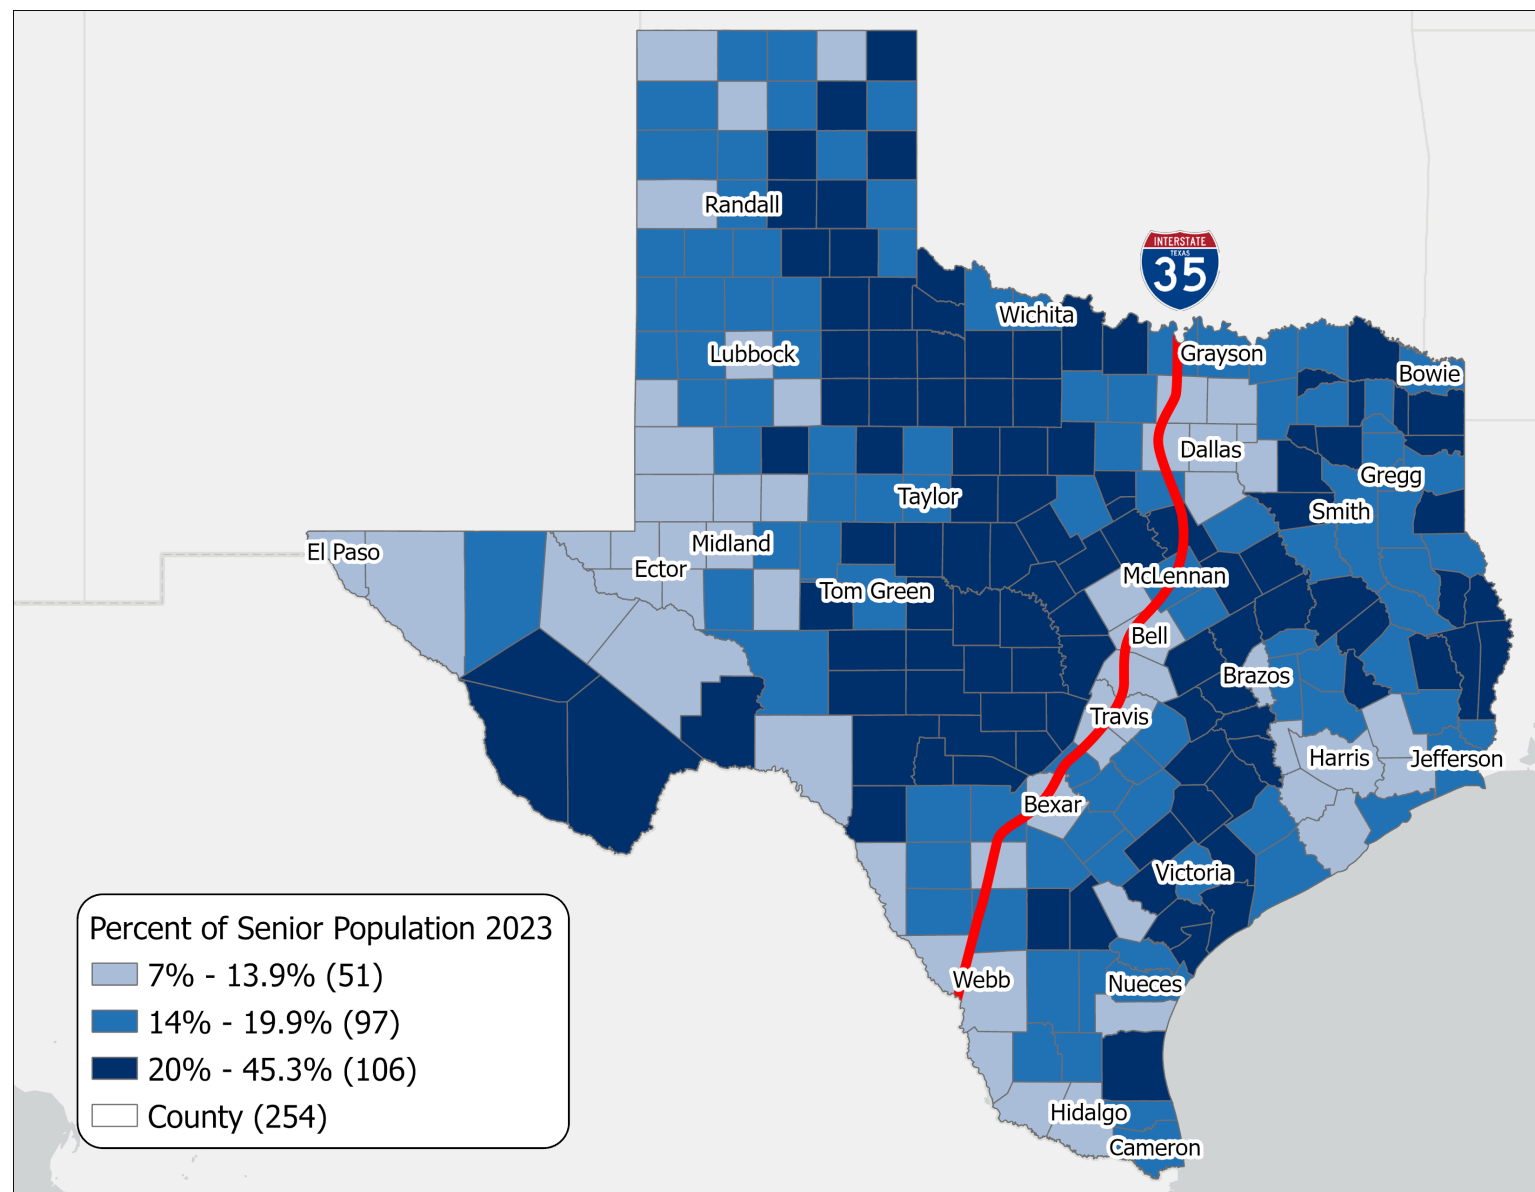 Randall
INTERSTATE
TEXAS
35
Wichita
Lubbock
Grayson
Bowie
Dallas
Gregg
Taylor
Smith
El Paso
Midland
Ector
McLennan
Tom Green
Bell
Brazos
Travis
Harris
Jefferson
Bexar
Victoria
Webb
Nueces
Hidalgo
Cameron
Percent of Senior Population 2023
7% - 13.9% (51)
14% - 19.9% (97)
20% - 45.3% (106)
County (254)